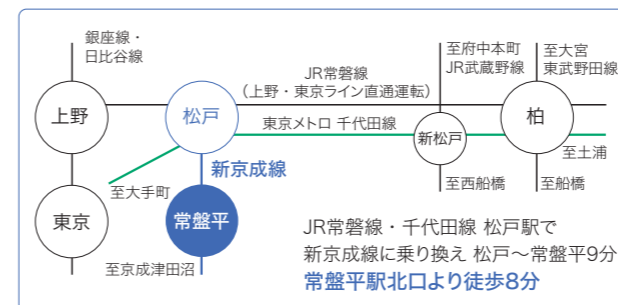 銀座線・
日比谷線
JR常磐線
(上野・東京ライン直通運転)
至府中本町
JR武蔵野線
至大宮
東武野田線
上野
松戸
東京メトロ 千代田線
新松戸
柏
至土浦
新京成線
至大手町
至西船橋
至船橋
東京
常盤平
至京成津田沼
JR常磐線・千代田線 松戸駅で
新京成線に乗り換え 松戸〜常盤平9分
常盤平駅北口より徒歩8分